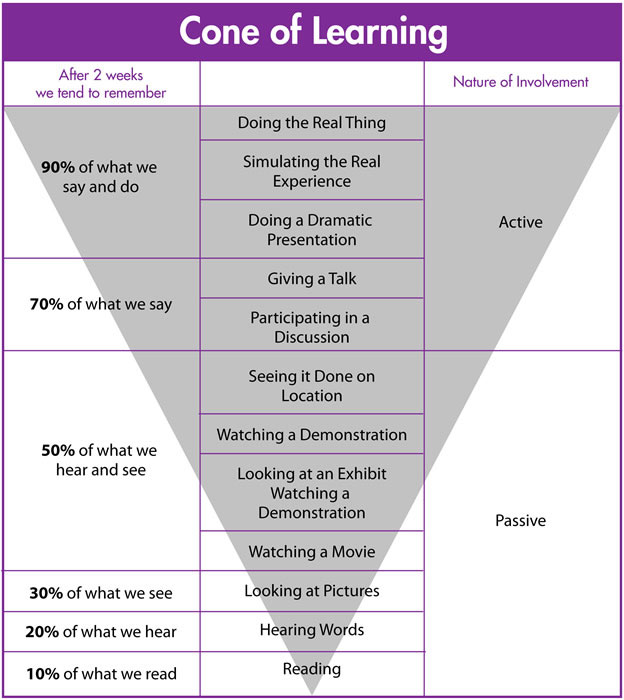 Cone of Learning
After 2 weeks
we tend to remember
Nature of Involvement
90% of what we
say and do
Doing the Real Thing
Simulating the Real
Experience
Doing a Dramatic
Presentation
Active
70% of what we say
Giving a Talk
Participating in a
Discussion
50% of what we
hear and see
Seeing it Done on
Location
Watching a Demonstration
Looking at an Exhibit
Watching a
Demonstration
Watching a Movie
Passive
30% of what we see
Looking at Pictures
20% of what we hear
Hearing Words
10% of what we read
Reading